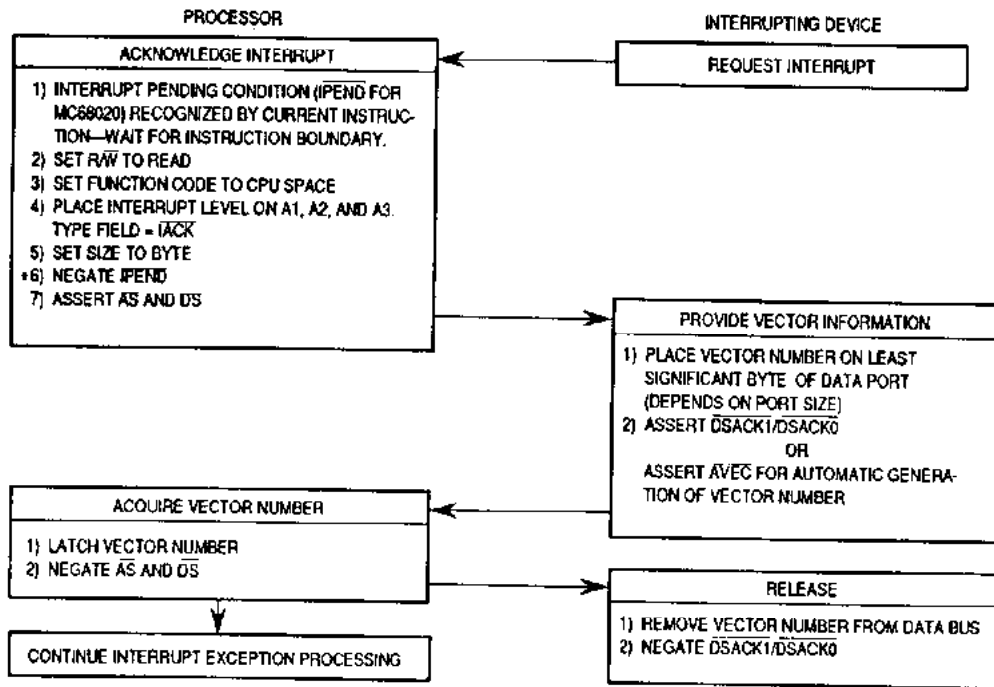 PROCESSOR
INTERRUPTING DEVICE
ACKNOWLEDGE INTERRUPT
1) INTERRUPT PENDING CONDITION (IPEND FOR
MC68020) RECOGNIZED BY CURRENT INSTRUC-
TION—WAIT FOR INSTRUCTION BOUNDARY.
2) SET R/W TO READ
3) SET FUNCTION CODE TO CPU SPACE
4) PLACE INTERRUPT LEVEL ON A1, A2, AND A3.
TYPE FIELD = IACK
5) SET SIZE TO BYTE
*6) NEGATE IPEND
7) ASSERT AS AND DS
REQUEST INTERRUPT
PROVIDE VECTOR INFORMATION
1) PLACE VECTOR NUMBER ON LEAST
SIGNIFICANT BYTE OF DATA PORT
(DEPENDS ON PORT SIZE)
2) ASSERT DSACK1/DSACK0
OR
ASSERT AVEC FOR AUTOMATIC GENERA-
TION OF VECTOR NUMBER
ACQUIRE VECTOR NUMBER
1) LATCH VECTOR NUMBER
2) NEGATE AS AND DS
RELEASE
1) REMOVE VECTOR NUMBER FROM DATA BUS
2) NEGATE DSACK1/DSACK0
CONTINUE INTERRUPT EXCEPTION PROCESSING